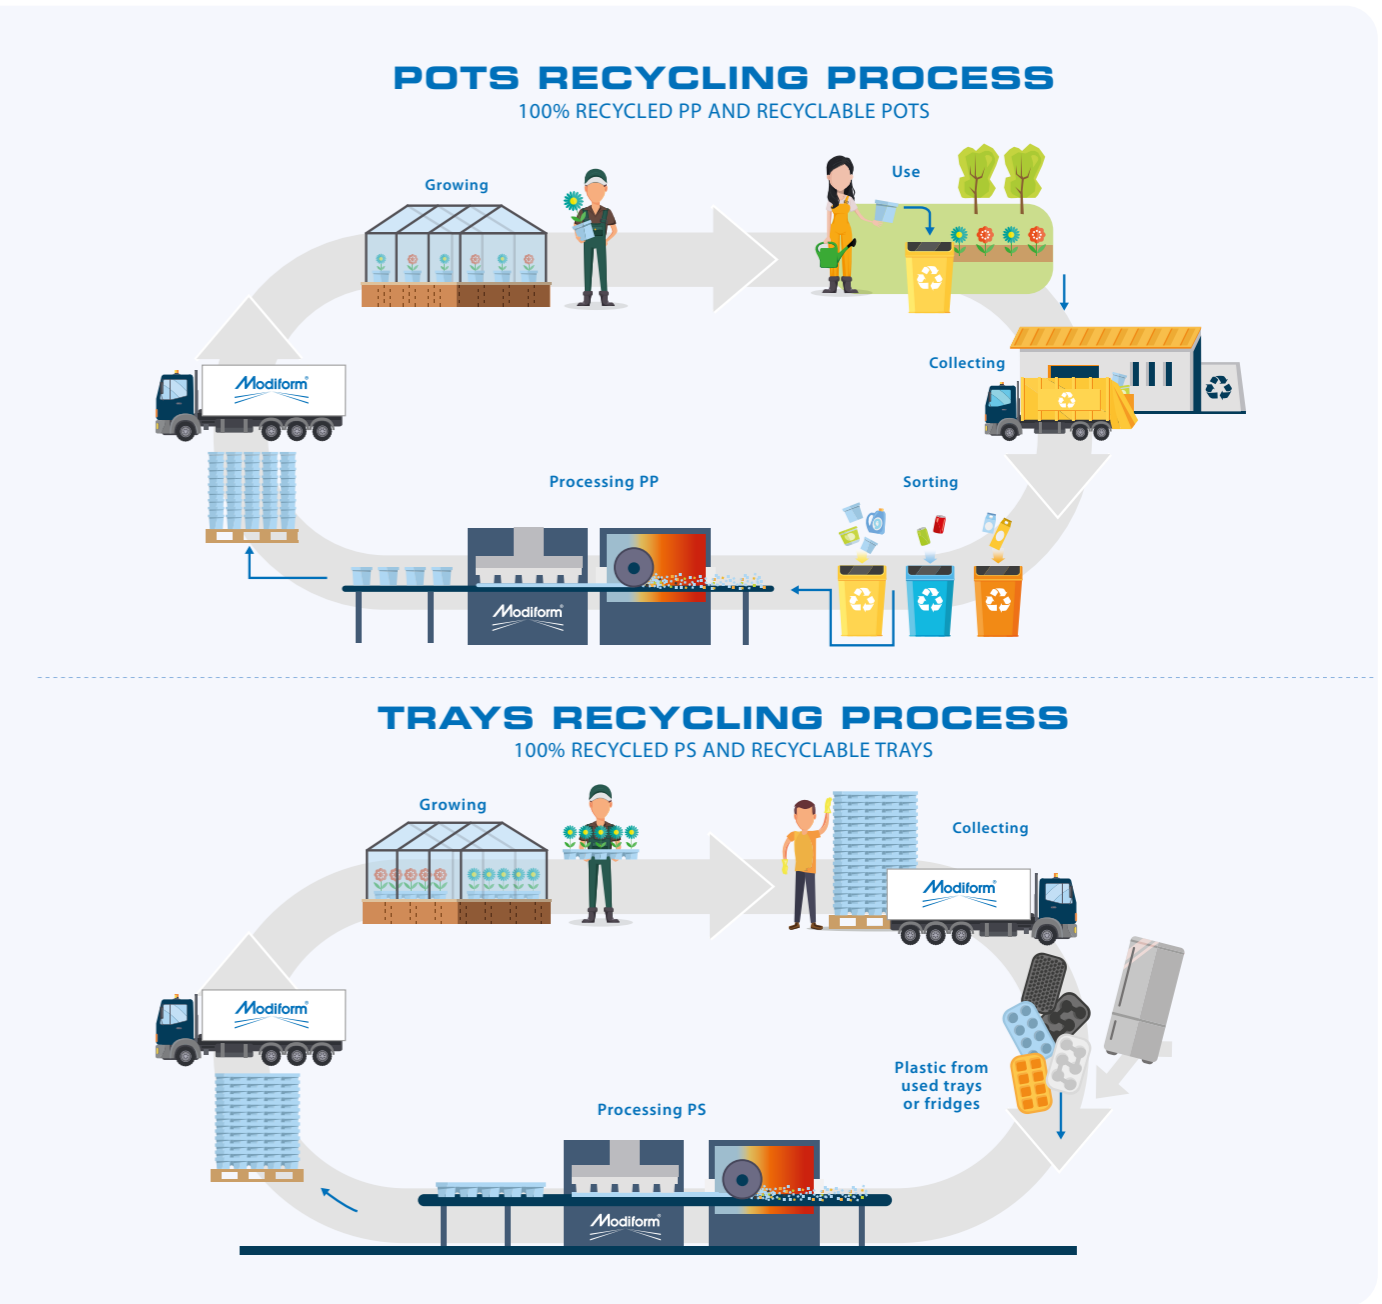 POTS RECYCLING PROCESS
100% RECYCLED PP AND RECYCLABLE POTS
Growing
Use
Modiform®
Collecting
Processing PP
Sorting
Modiform®
TRAYS RECYCLING PROCESS
100% RECYCLED PS AND RECYCLABLE TRAYS
Growing
Collecting
Modiform®
Modiform®
Plastic from
used trays
or fridges
Processing PS
Modiform®